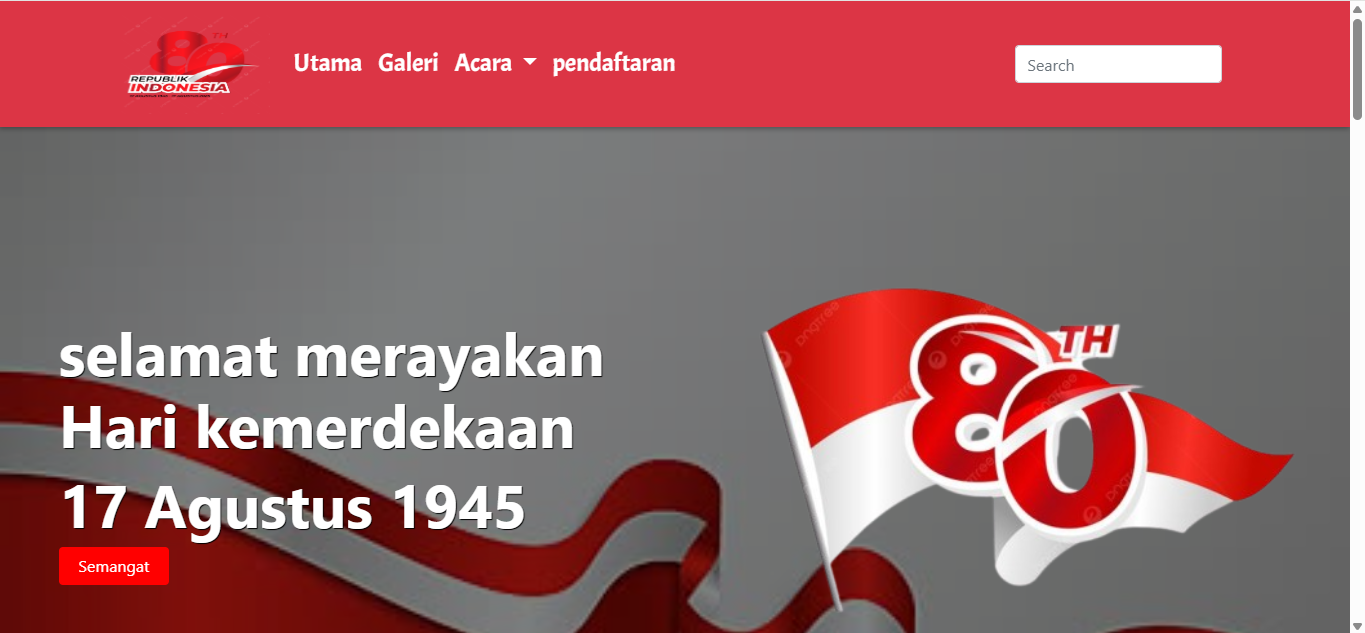 80 TH
REPUBLIK
INDONESIA
Utama Galeri Acara pendaftaran
Search
selamat merayakan
Hari kemerdekaan
17 Agustus 1945
Semangat
80 TH
pngtree